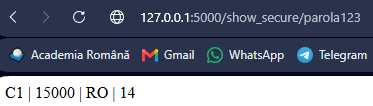 127.0.0.1:5000/show_secure/parola123
Academia Română Gmail WhatsApp Telegram
C1 | 15000 | RO | 14